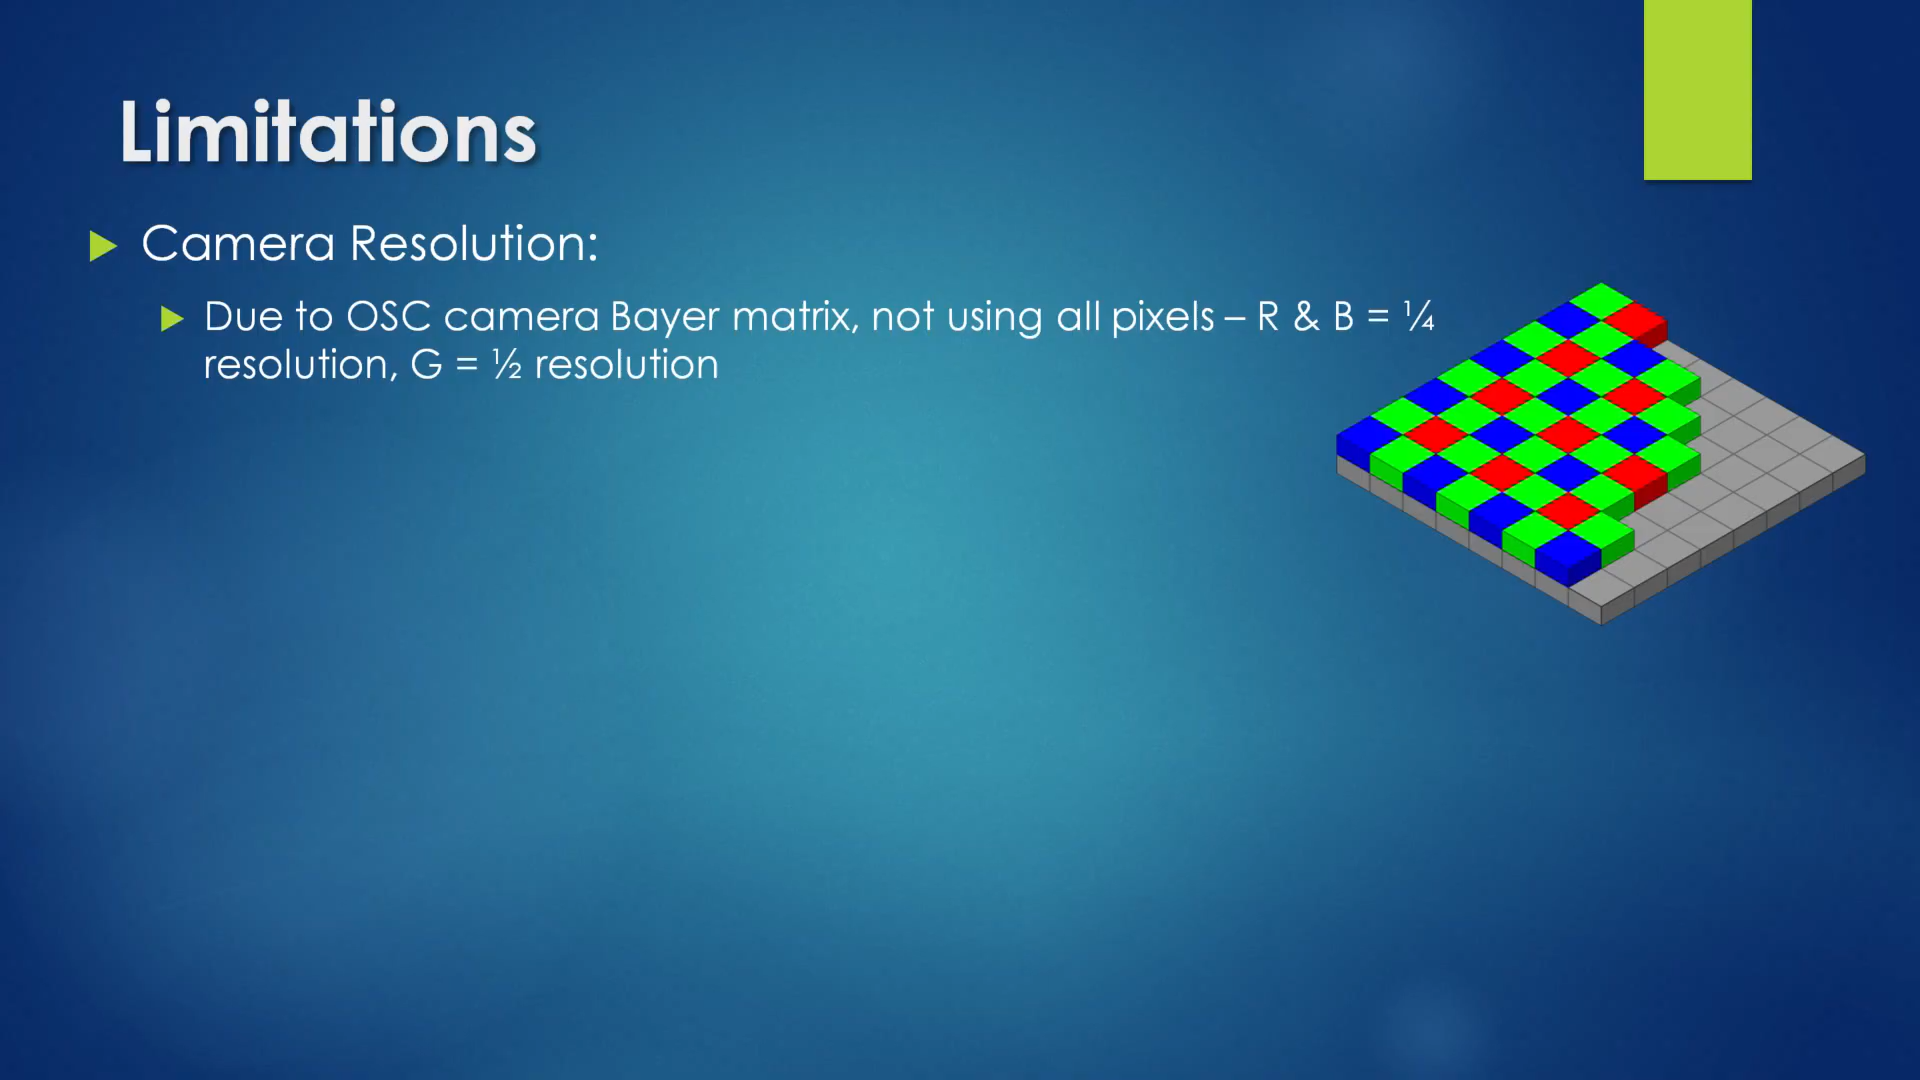 Limitations
Camera Resolution:
Due to OSC camera Bayer matrix, not using all pixels – R & B = ¼
resolution, G = ½ resolution